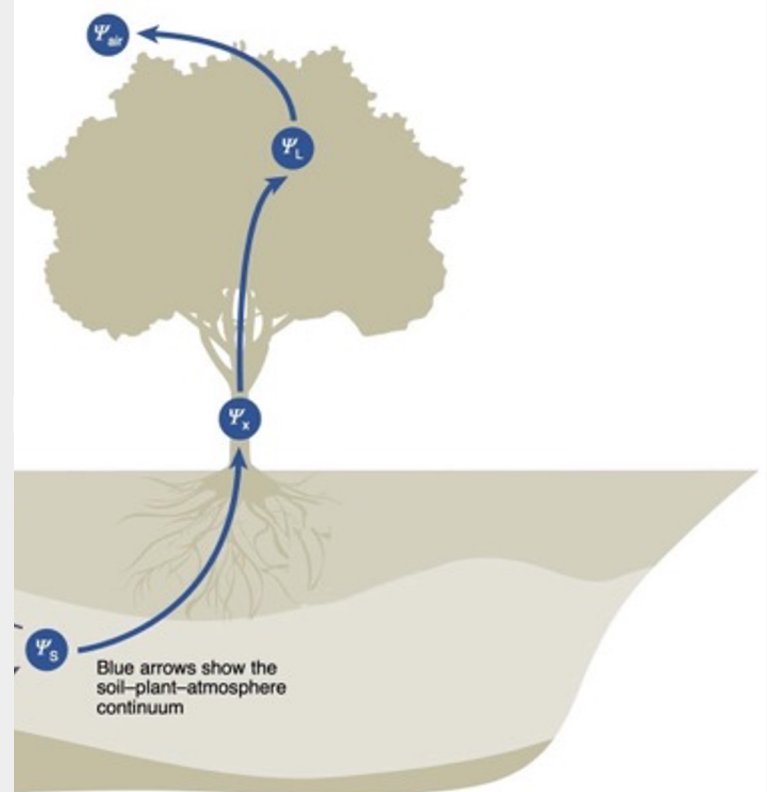 Ψair
ΨL
Ψx
ΨS
Blue arrows show the
soil–plant–atmosphere
continuum